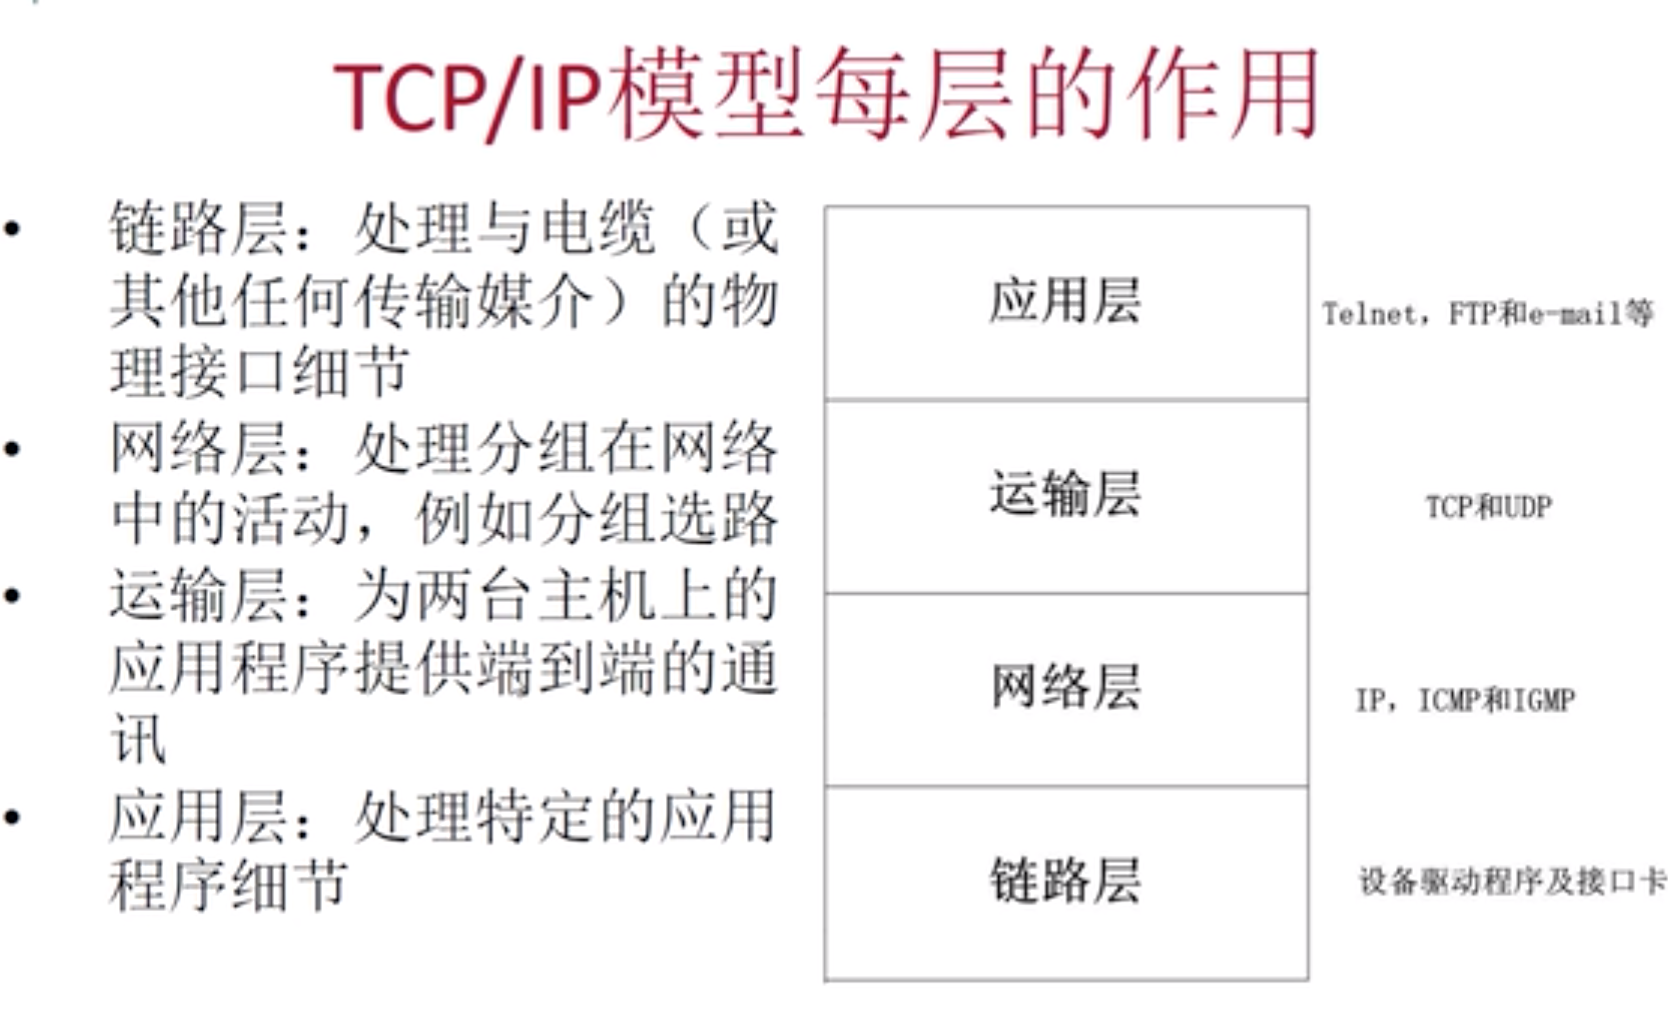 TCP/IP模型每层的作用
• 链路层：处理与电缆（或
其他任何传输媒介）的物
理接口细节
• 网络层：处理分组在网络
中的活动，例如分组选路
• 运输层：为两台主机上的
应用程序提供端到端的通
讯
• 应用层：处理特定的应用
程序细节
应用层
Telnet，FTP和e-mail等
运输层
TCP和UDP
网络层
IP，ICMP和IGMP
链路层
设备驱动程序及接口卡